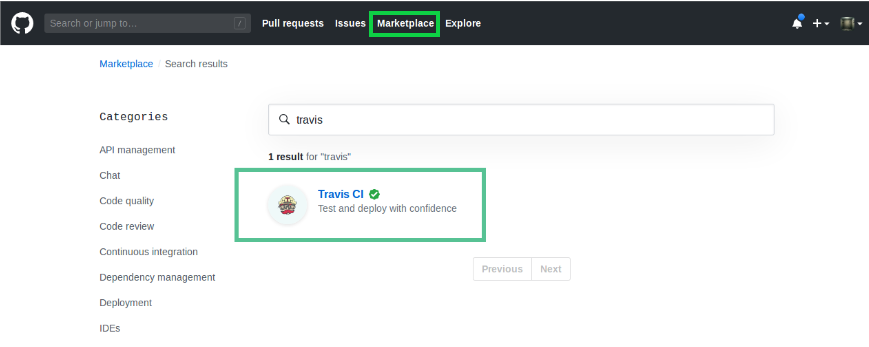 Search or jump to… /
Pull requests Issues Marketplace Explore
Marketplace / Search results
Categories
API management
Chat
Code quality
Code review
Continuous integration
Dependency management
Deployment
IDEs
travis
1 result for "travis"
Travis CI
Test and deploy with confidence
Previous Next